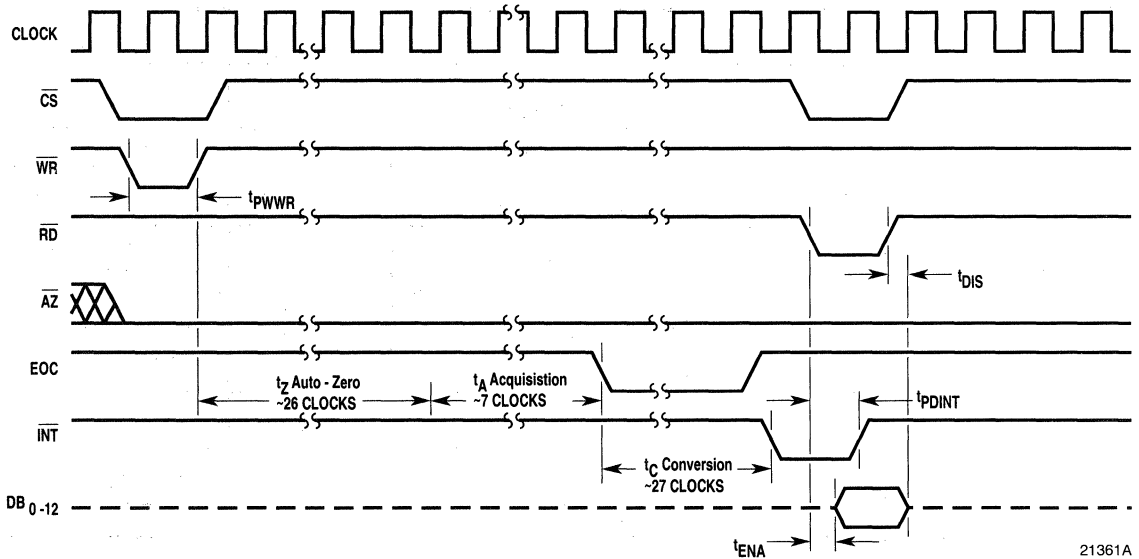 CLOCK
CS
WR
tPWWR
RD
tDIS
AZ
EOC
tZ Auto - Zero
~26 CLOCKS
tA Acquisistion
~7 CLOCKS
tPDINT
INT
tC Conversion
~27 CLOCKS
DB 0 -12
tENA
21361A